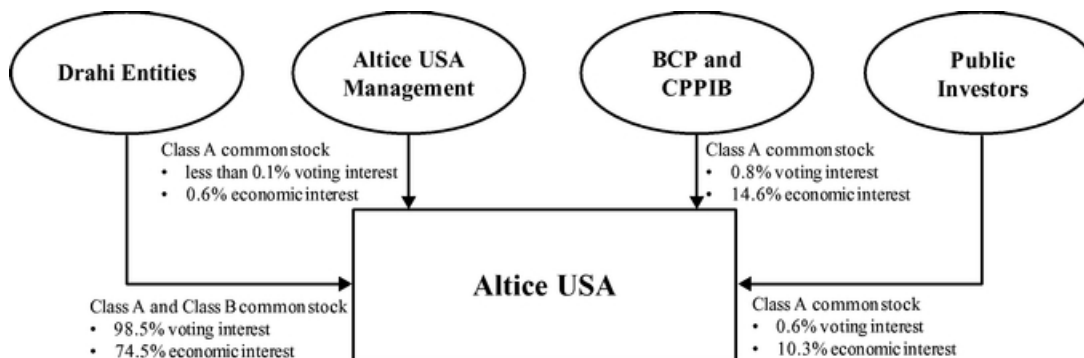 Drahi Entities
Altice USA
Management
BCP and
CPPIB
Public
Investors
Class A common stock
• less than 0.1% voting interest
• 0.6% economic interest
Class A common stock
• 0.8% voting interest
• 14.6% economic interest
Altice USA
Class A and Class B common stock
• 98.5% voting interest
• 74.5% economic interest
Class A common stock
• 0.6% voting interest
• 10.3% economic interest